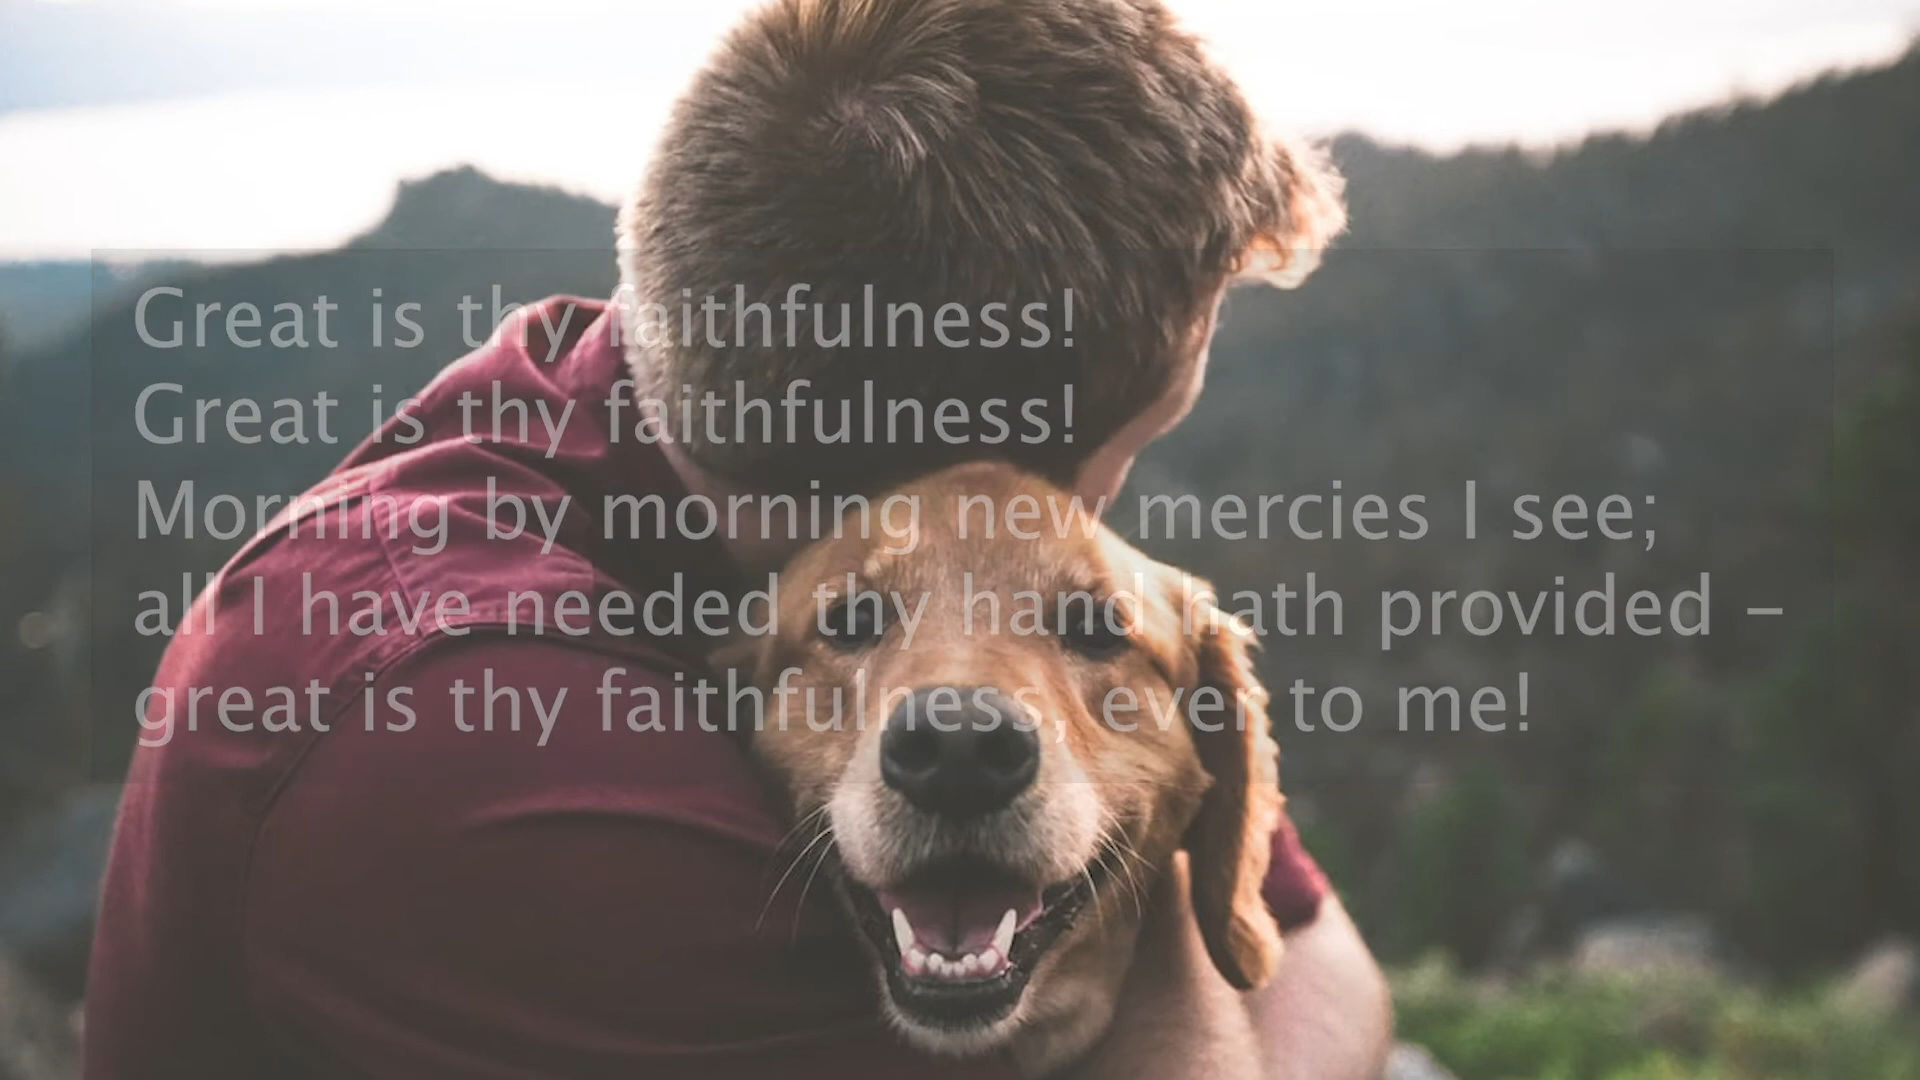 Great is thy faithfulness!
Great is thy faithfulness!
Morning by morning new mercies I see;
all I have needed thy hand hath provided –
great is thy faithfulness, ever to me!